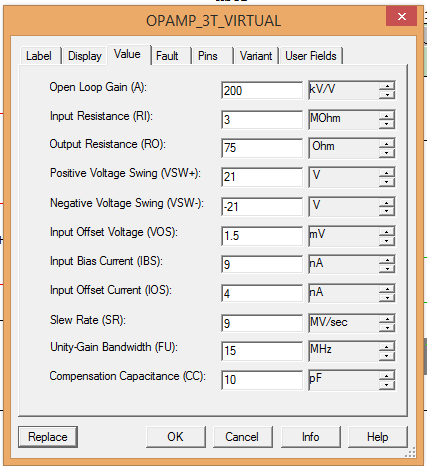 OPAMP_3T_VIRTUAL
Label Display Value Fault Pins Variant User Fields
Open Loop Gain (A): 200 kV/V
Input Resistance (RI): 3 MOhm
Output Resistance (RO): 75 Ohm
Positive Voltage Swing (VSW+): 21 V
Negative Voltage Swing (VSW-): -21 V
Input Offset Voltage (VOS): 1.5 mV
Input Bias Current (IBS): 9 nA
Input Offset Current (IOS): 4 nA
Slew Rate (SR): 9 MV/sec
Unity-Gain Bandwidth (FU): 15 MHz
Compensation Capacitance (CC): 10 pF
Replace OK Cancel Info Help